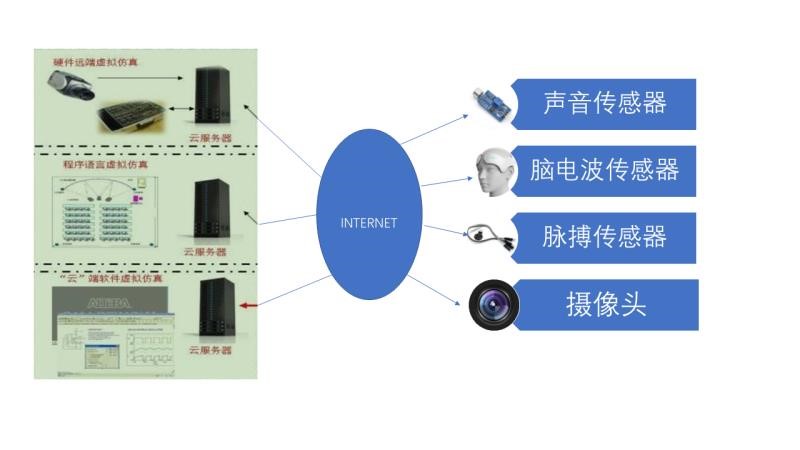 硬件远端虚拟仿真
云服务器
程序语言虚拟仿真
云服务器
“云”端软件虚拟仿真
ALTERA
云服务器
INTERNET
声音传感器
脑电波传感器
脉搏传感器
摄像头